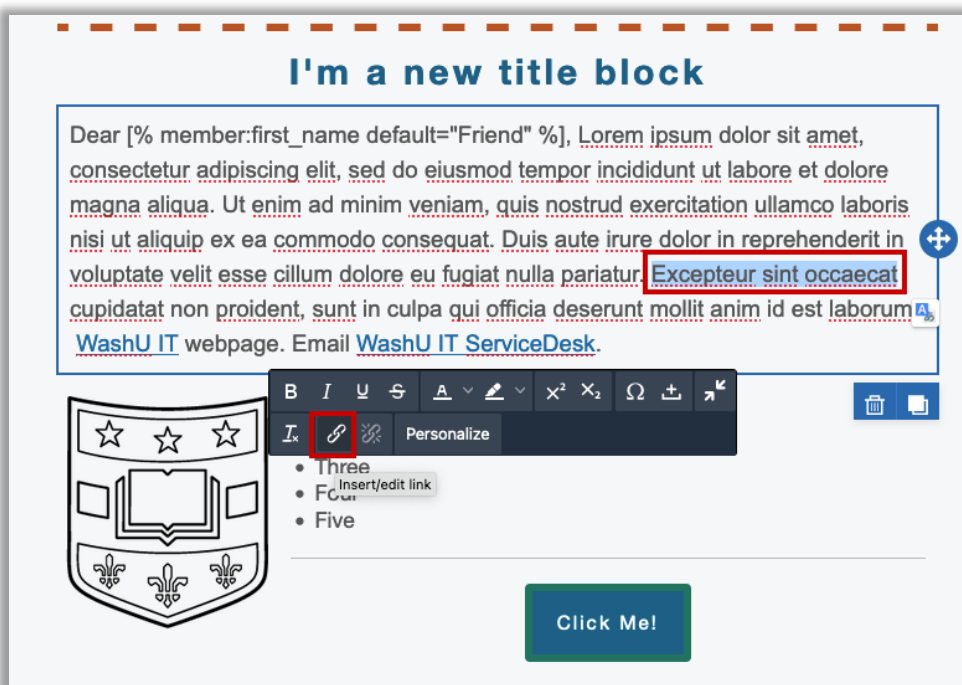 I'm a new title block
Dear [% member:first_name default="Friend" %], Lorem ipsum dolor sit amet,
consectetur adipiscing elit, sed do eiusmod tempor incididunt ut labore et dolore
magna aliqua. Ut enim ad minim veniam, quis nostrud exercitation ullamco laboris
nisi ut aliquip ex ea commodo consequat. Duis aute irure dolor in reprehenderit in
voluptate velit esse cillum dolore eu fugiat nulla pariatur. Excepteur sint occaecat
cupidatat non proident, sunt in culpa qui officia deserunt mollit anim id est laborum
WashU IT webpage. Email WashU IT ServiceDesk.
B I U S A x² x₂ Ω
Tx Personalize
• Three
Insert/edit link
• Four
• Five
Click Me!